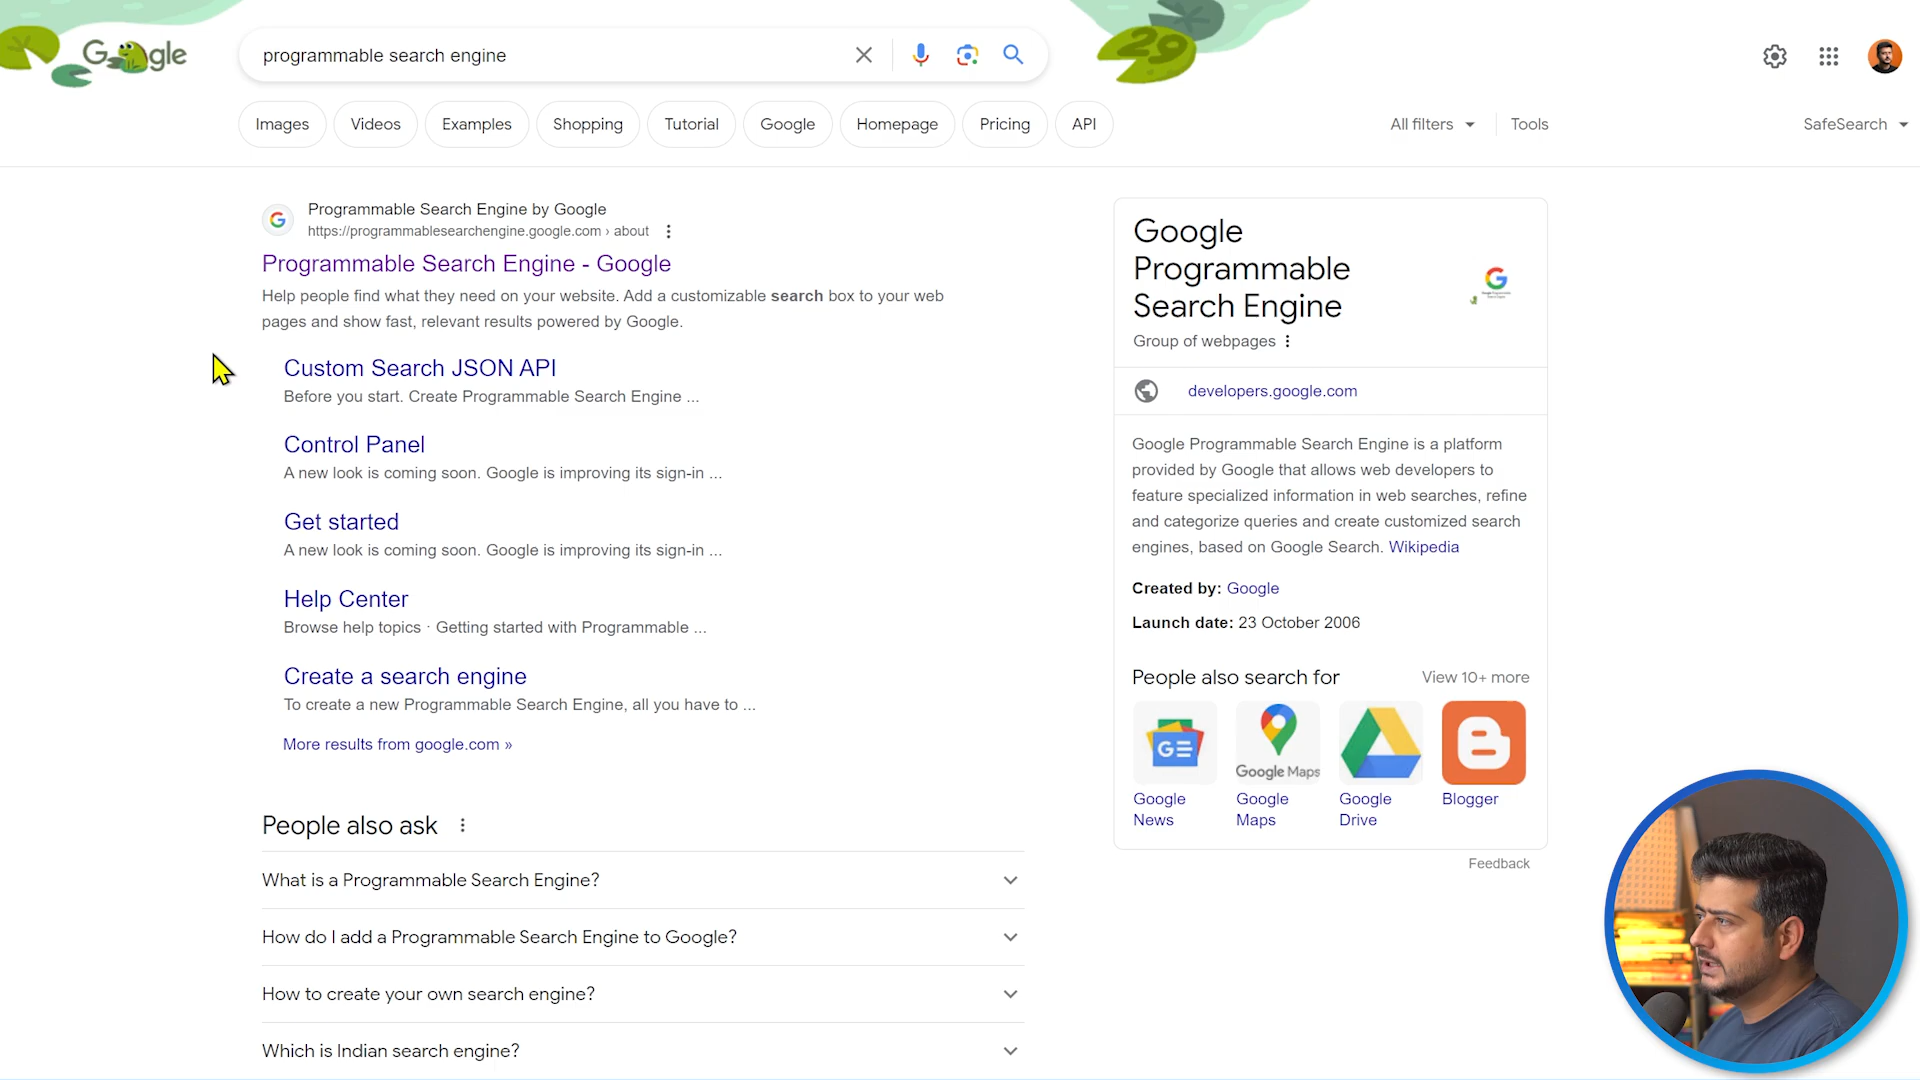 Google
programmable search engine
29
Images
Videos
Examples
Shopping
Tutorial
Google
Homepage
Pricing
API
All filters
Tools
SafeSearch
Programmable Search Engine by Google
https://programmablesearchengine.google.com › about
Programmable Search Engine - Google
Help people find what they need on your website. Add a customizable search box to your web
pages and show fast, relevant results powered by Google.
Custom Search JSON API
Before you start. Create Programmable Search Engine ...
Control Panel
A new look is coming soon. Google is improving its sign-in ...
Get started
A new look is coming soon. Google is improving its sign-in ...
Help Center
Browse help topics · Getting started with Programmable ...
Create a search engine
To create a new Programmable Search Engine, all you have to ...
More results from google.com »
People also ask
What is a Programmable Search Engine?
How do I add a Programmable Search Engine to Google?
How to create your own search engine?
Which is Indian search engine?
Google
Programmable
Search Engine
Group of webpages
developers.google.com
Google Programmable Search Engine is a platform
provided by Google that allows web developers to
feature specialized information in web searches, refine
and categorize queries and create customized search
engines, based on Google Search. Wikipedia
Created by: Google
Launch date: 23 October 2006
People also search for
View 10+ more
GE
Google Maps
Google
News
Google
Maps
Google
Drive
Blogger
Feedback